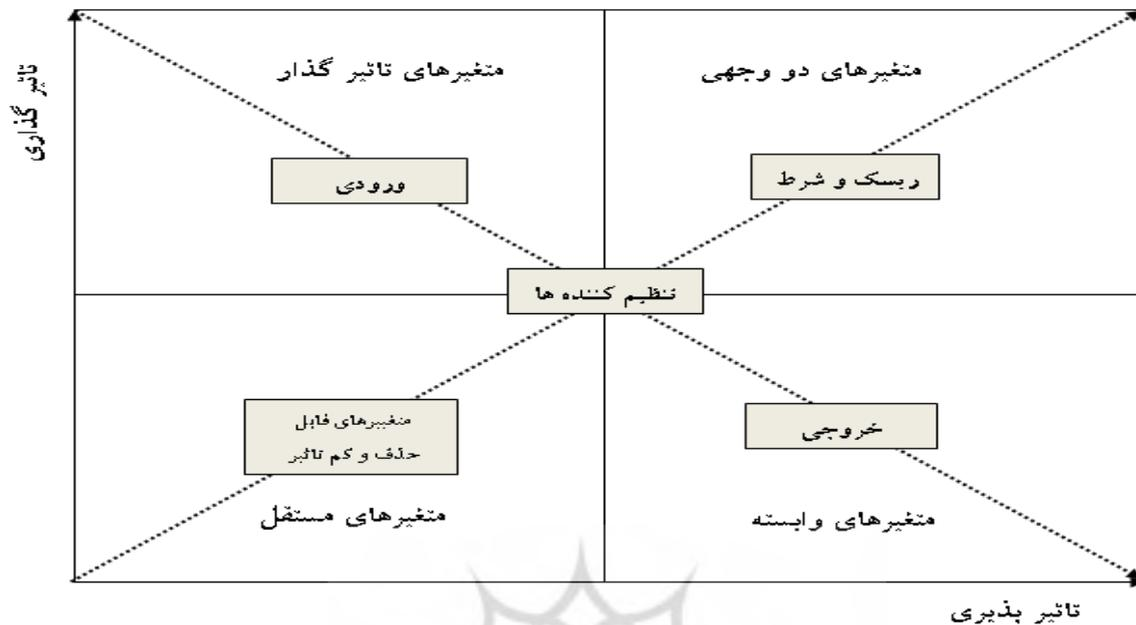 تاثیر گذاری
متغیرهای دو وجهی
متغیرهای تاثیر گذار
ریسک و شرط
ورودی
تنظیم کننده ها
متغییرهای قابل
حذف و کم تاثیر
خروجی
متغیرهای وابسته
متغیرهای مستقل
تاثیر پذیری